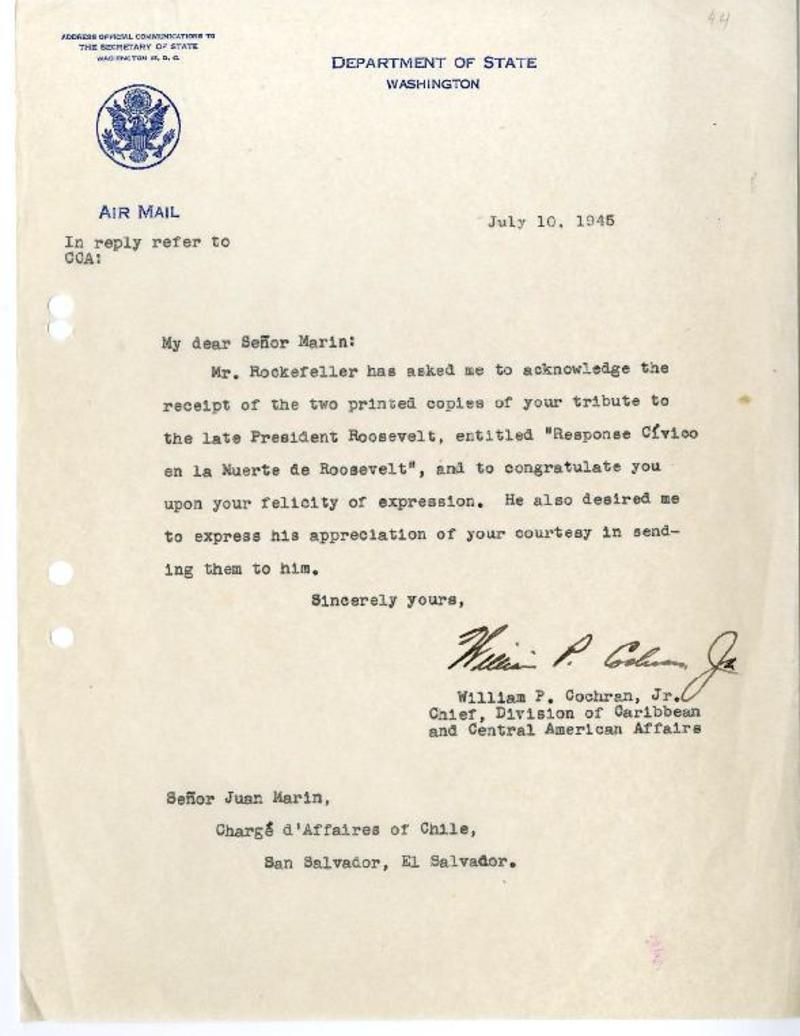 44
ADDRESS OFFICIAL COMMUNICATIONS TO
THE SECRETARY OF STATE
WASHINGTON 25, D. C.
DEPARTMENT OF STATE
WASHINGTON
AIR MAIL
July 10, 1945
In reply refer to
CCA:
My dear Señor Marin:
Mr. Rockefeller has asked me to acknowledge the
receipt of the two printed copies of your tribute to
the late President Roosevelt, entitled "Response Cívico
en la Muerte de Roosevelt", and to congratulate you
upon your felicity of expression. He also desired me
to express his appreciation of your courtesy in send-
ing them to him.
Sincerely yours,
William P. Cochran Jr
William P. Cochran, Jr.
Chief, Division of Caribbean
and Central American Affairs
Señor Juan Marin,
Chargé d'Affaires of Chile,
San Salvador, El Salvador.